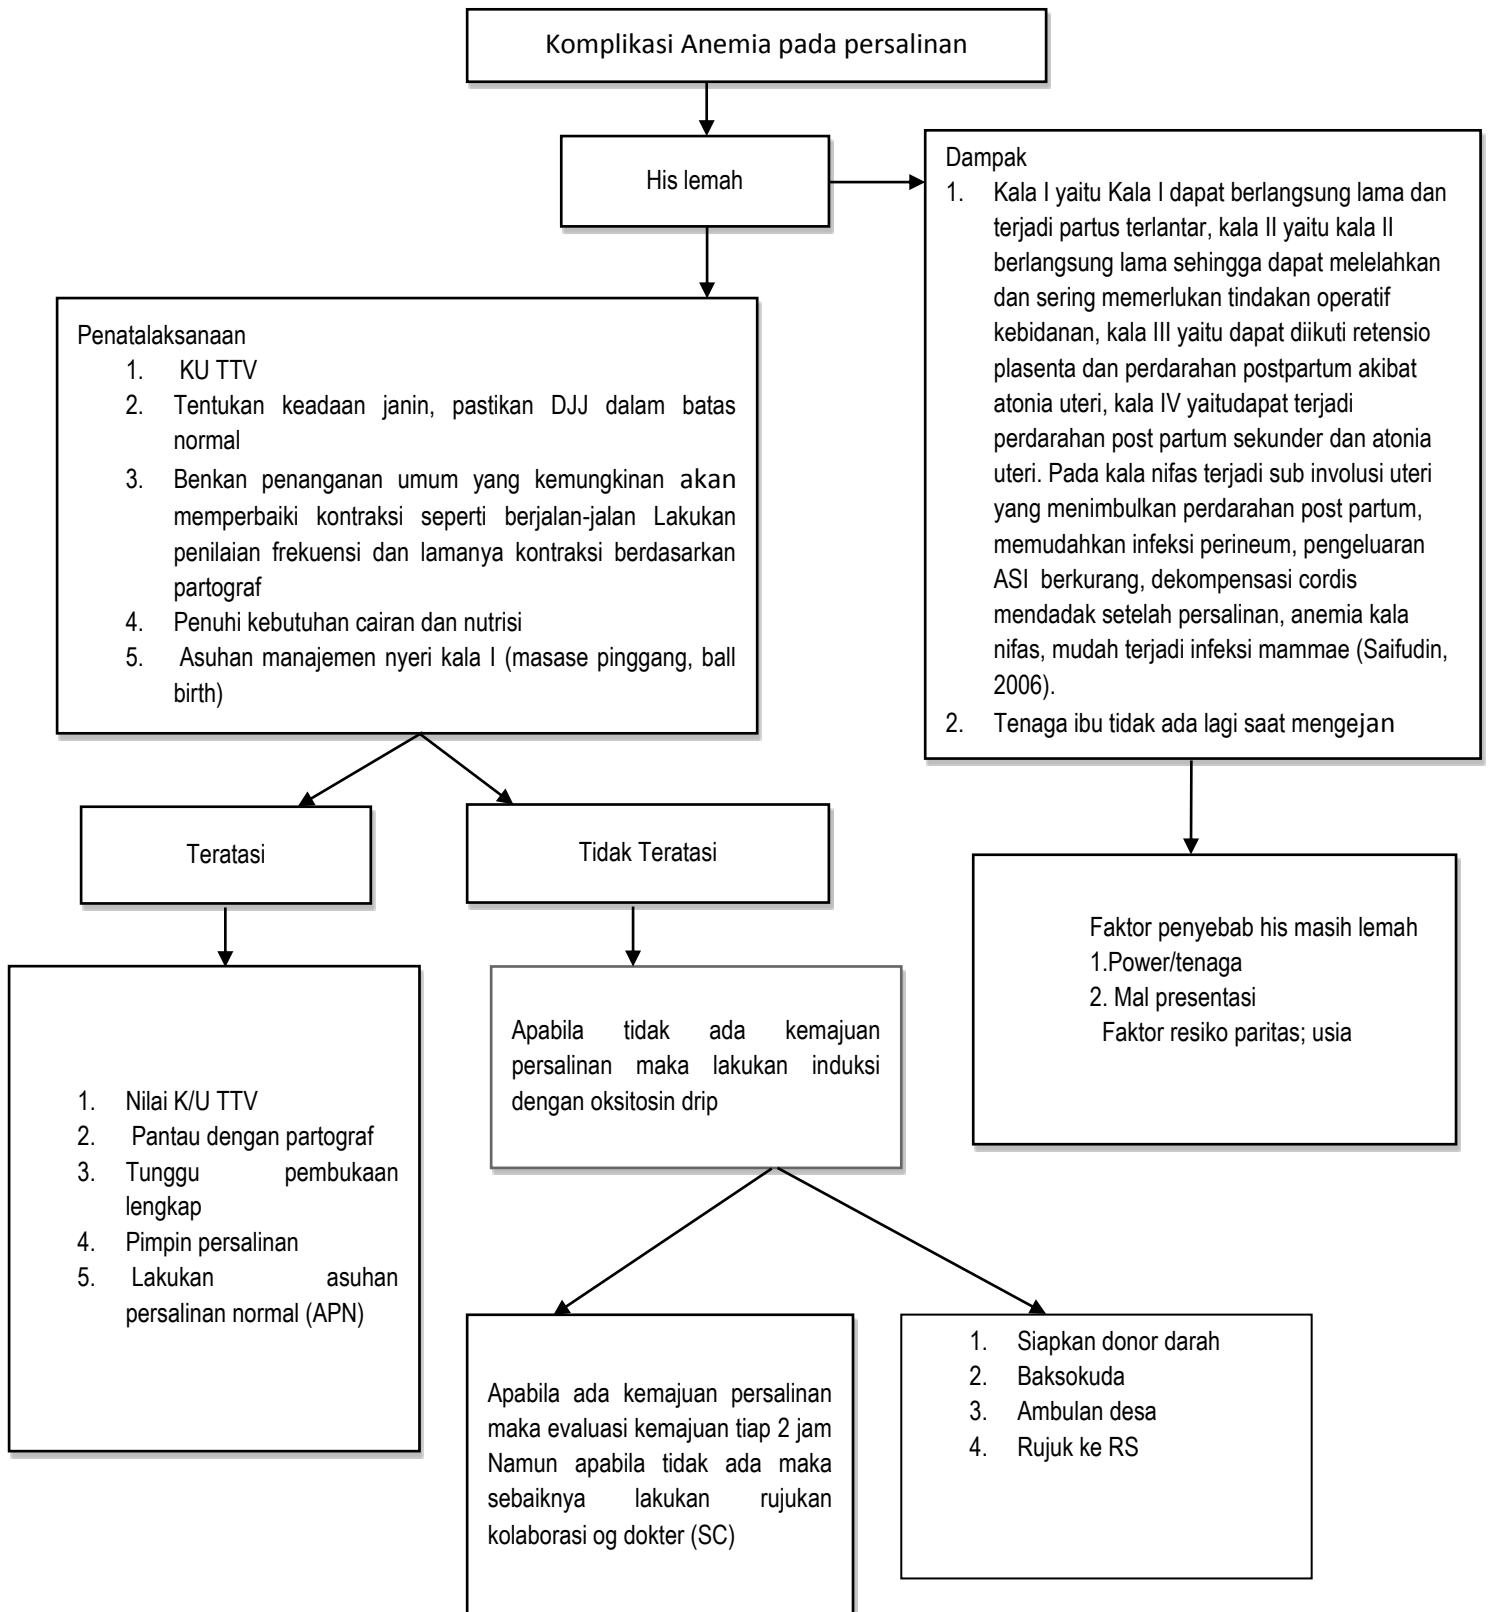 Komplikasi Anemia pada persalinan
His lemah
Dampak
1. Kala I yaitu Kala I dapat berlangsung lama dan
terjadi partus terlantar, kala II yaitu kala II
berlangsung lama sehingga dapat melelahkan
dan sering memerlukan tindakan operatif
kebidanan, kala III yaitu dapat diikuti retensio
plasenta dan perdarahan postpartum akibat
atonia uteri, kala IV yaitudapat terjadi
perdarahan post partum sekunder dan atonia
uteri. Pada kala nifas terjadi sub involusi uteri
yang menimbulkan perdarahan post partum,
memudahkan infeksi perineum, pengeluaran
ASI berkurang, dekompensasi cordis
mendadak setelah persalinan, anemia kala
nifas, mudah terjadi infeksi mammae (Saifudin,
2006).
2. Tenaga ibu tidak ada lagi saat mengejan
Penatalaksanaan
1. KU TTV
2. Tentukan keadaan janin, pastikan DJJ dalam batas
normal
3. Benkan penanganan umum yang kemungkinan akan
memperbaiki kontraksi seperti berjalan-jalan Lakukan
penilaian frekuensi dan lamanya kontraksi berdasarkan
partograf
4. Penuhi kebutuhan cairan dan nutrisi
5. Asuhan manajemen nyeri kala I (masase pinggang, ball
birth)
Teratasi
Tidak Teratasi
Faktor penyebab his masih lemah
1.Power/tenaga
2. Mal presentasi
Faktor resiko paritas; usia
1. Nilai K/U TTV
2. Pantau dengan partograf
3. Tunggu pembukaan
lengkap
4. Pimpin persalinan
5. Lakukan asuhan
persalinan normal (APN)
Apabila tidak ada kemajuan
persalinan maka lakukan induksi
dengan oksitosin drip
Apabila ada kemajuan persalinan
maka evaluasi kemajuan tiap 2 jam
Namun apabila tidak ada maka
sebaiknya lakukan rujukan
kolaborasi og dokter (SC)
1. Siapkan donor darah
2. Baksokuda
3. Ambulan desa
4. Rujuk ke RS